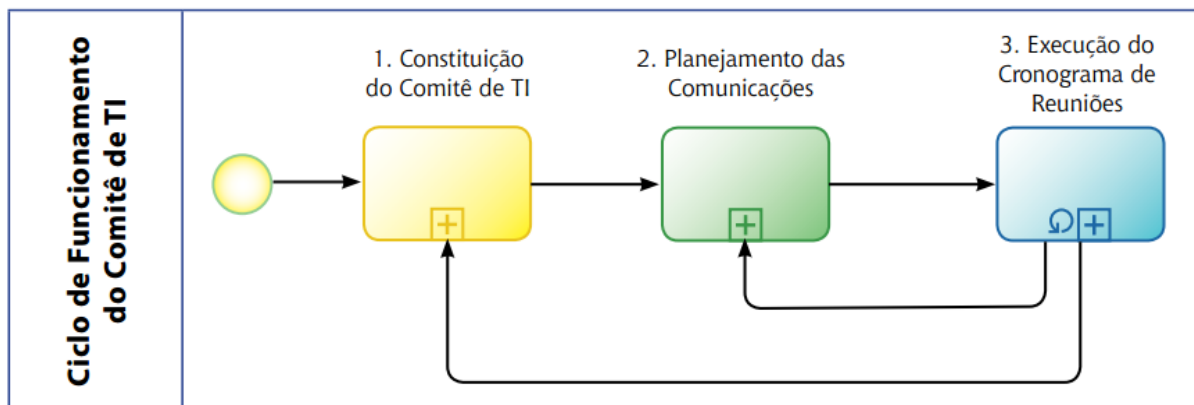 Ciclo de Funcionamento
do Comitê de TI
1. Constituição
do Comitê de TI
2. Planejamento das
Comunicações
3. Execução do
Cronograma de
Reuniões